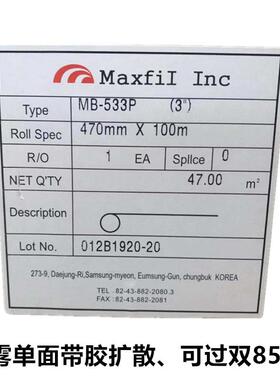 Maxfil Inc
Type MB-533P (3")
Roll Spec 470mm X 100m
R/O 1 EA Splice 0
NET Q'TY 47.00 m²
Description
Lot No. 012B1920-20
273-9, Daejung-Ri,Samsung-myeon, Eumsung-Gun, chungbuk KOREA
TEL : 82-43-882-2080.3
FAX : 82-43-882-2081
单面带胶扩散、可过双85